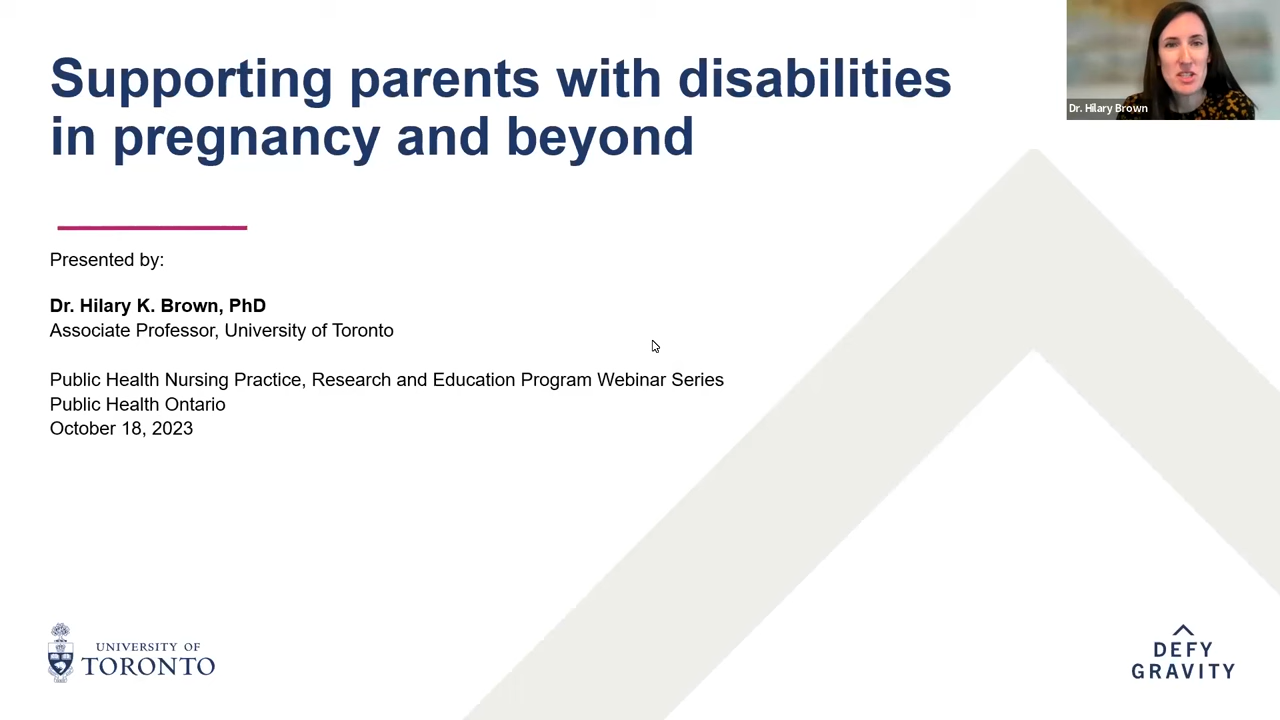 Supporting parents with disabilities
in pregnancy and beyond
Dr. Hilary Brown
Presented by:
Dr. Hilary K. Brown, PhD
Associate Professor, University of Toronto
Public Health Nursing Practice, Research and Education Program Webinar Series
Public Health Ontario
October 18, 2023
UNIVERSITY OF
TORONTO
DEFY
GRAVITY